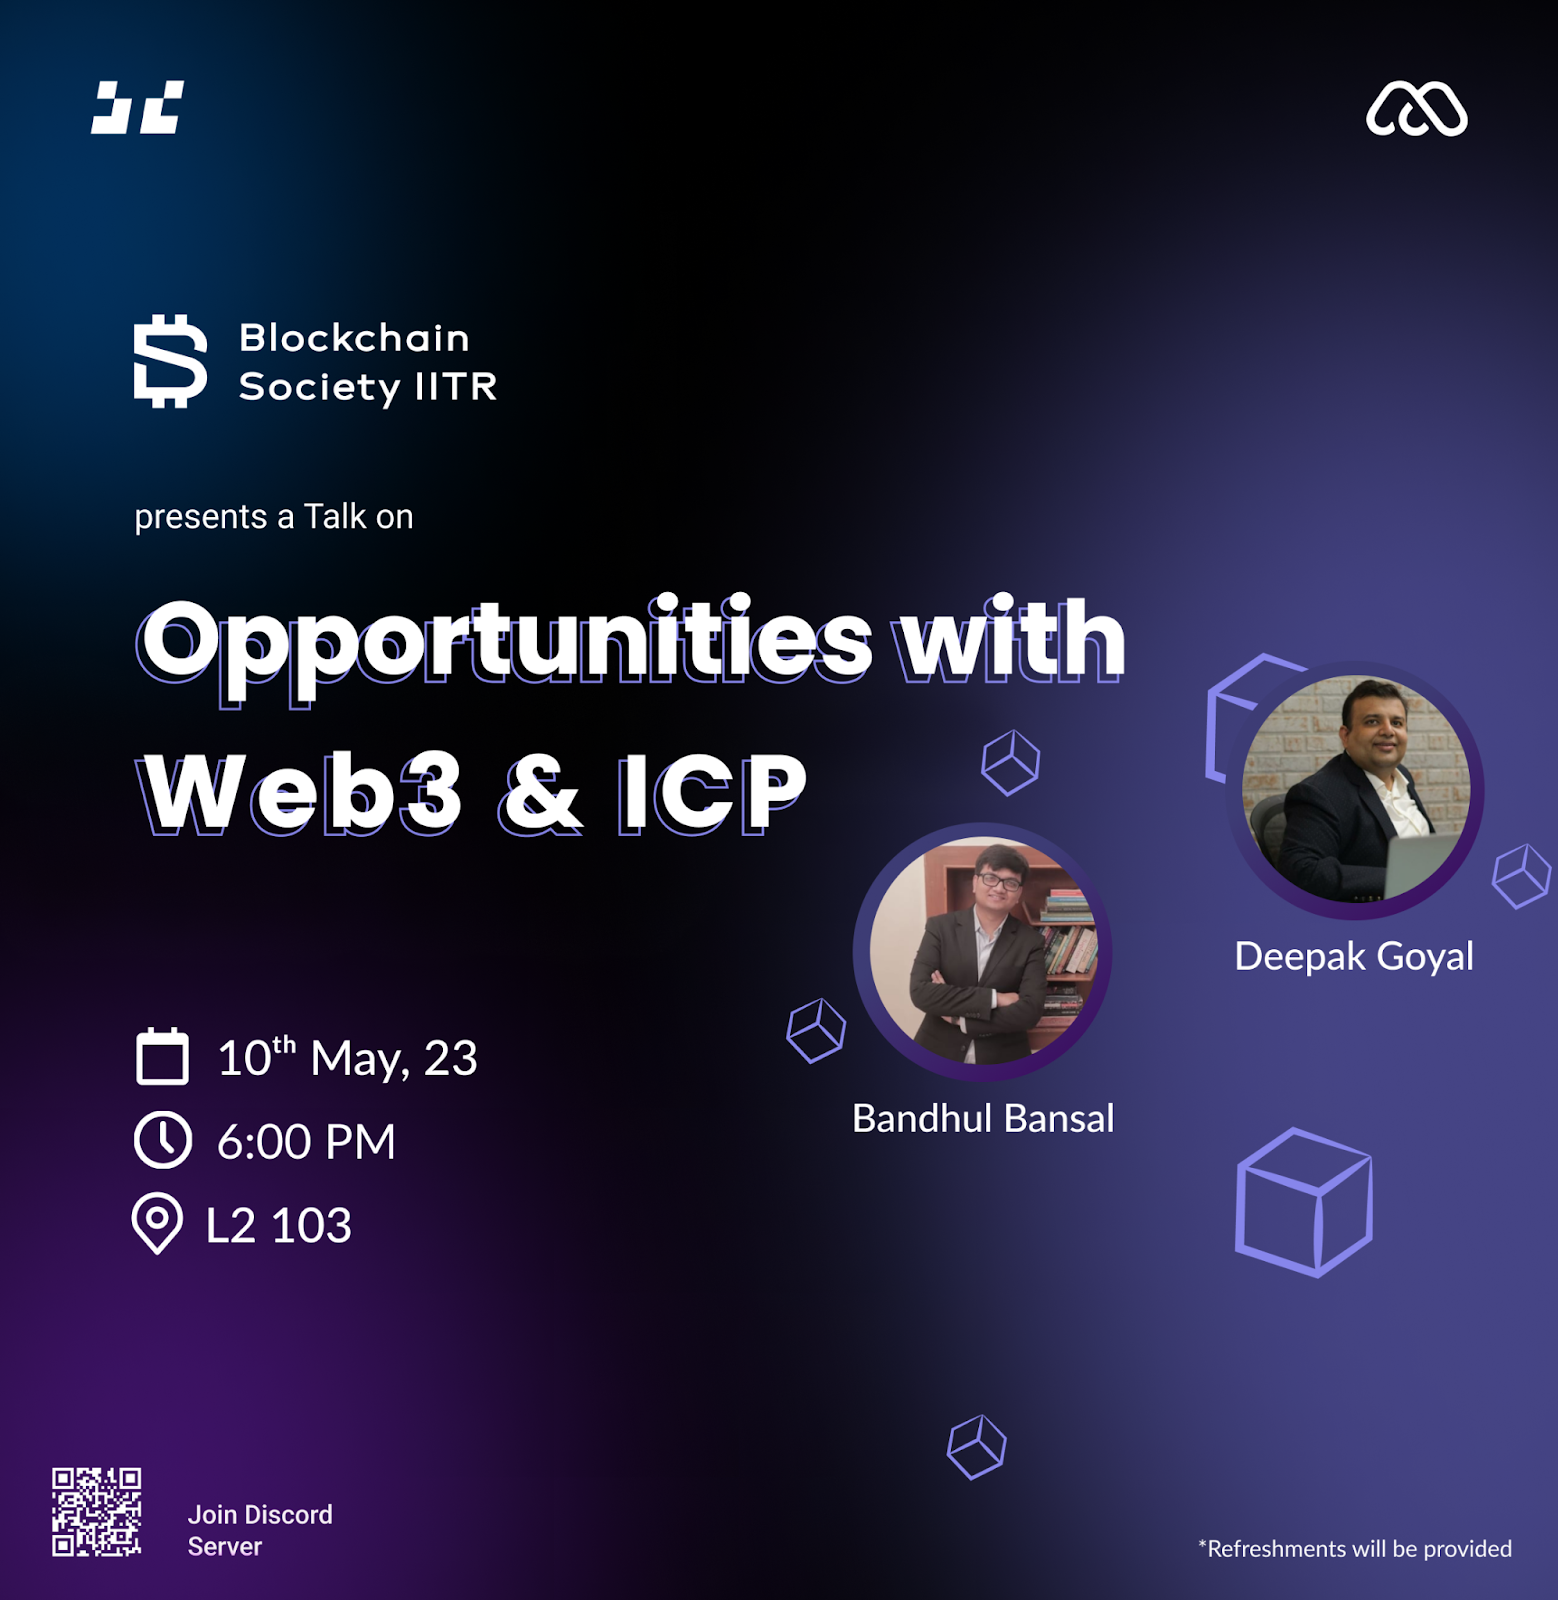 Blockchain
Society IITR
presents a Talk on
Opportunities with
Web3 & ICP
Deepak Goyal
Bandhul Bansal
10th May, 23
6:00 PM
L2 103
Join Discord
Server
*Refreshments will be provided